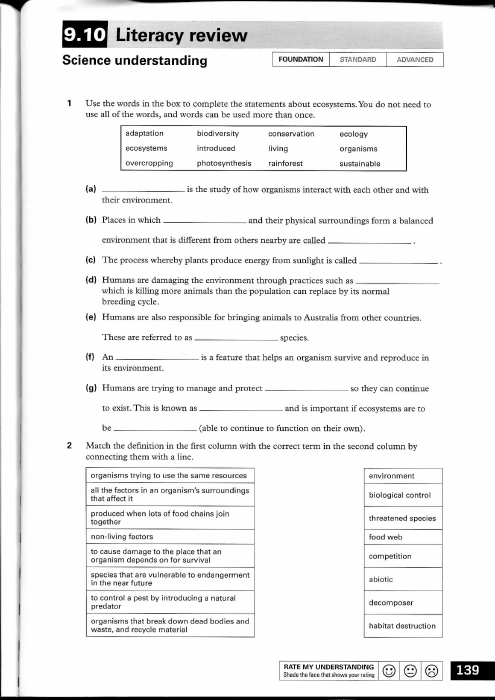 9.10 Literacy review
Science understanding
FOUNDATION STANDARD ADVANCED
1 Use the words in the box to complete the statements about ecosystems. You do not need to
use all of the words, and words can be used more than once.
adaptation biodiversity conservation ecology
ecosystems introduced living organisms
overcropping photosynthesis rainforest sustainable
(a) ____ is the study of how organisms interact with each other and with
their environment.
(b) Places in which ____ and their physical surroundings form a balanced
environment that is different from others nearby are called ____ .
(c) The process whereby plants produce energy from sunlight is called ____ .
(d) Humans are damaging the environment through practices such as ____
which is killing more animals than the population can replace by its normal
breeding cycle.
(e) Humans are also responsible for bringing animals to Australia from other countries.
These are referred to as ____ species.
(f) An ____ is a feature that helps an organism survive and reproduce in
its environment.
(g) Humans are trying to manage and protect ____ so they can continue
to exist. This is known as ____ and is important if ecosystems are to
be ____ (able to continue to function on their own).
2 Match the definition in the first column with the correct term in the second column by
connecting them with a line.
organisms trying to use the same resources
all the factors in an organism's surroundings
that affect it
produced when lots of food chains join
together
non-living factors
to cause damage to the place that an
organism depends on for survival
species that are vulnerable to endangerment
in the near future
to control a pest by introducing a natural
predator
organisms that break down dead bodies and
waste, and recycle material
environment
biological control
threatened species
food web
competition
abiotic
decomposer
habitat destruction
RATE MY UNDERSTANDING
Shade the face that shows your rating
139